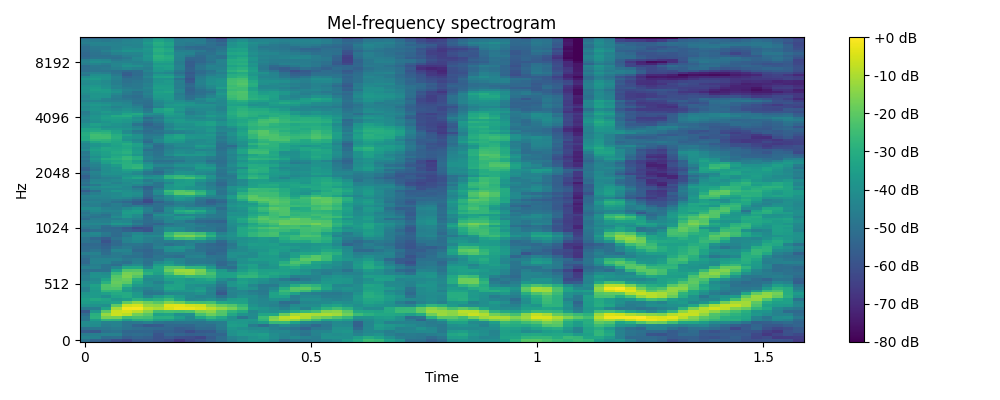 Mel-frequency spectrogram
Hz
8192
4096
2048
1024
512
0
0
0.5
1
1.5
Time
+0 dB
-10 dB
-20 dB
-30 dB
-40 dB
-50 dB
-60 dB
-70 dB
-80 dB